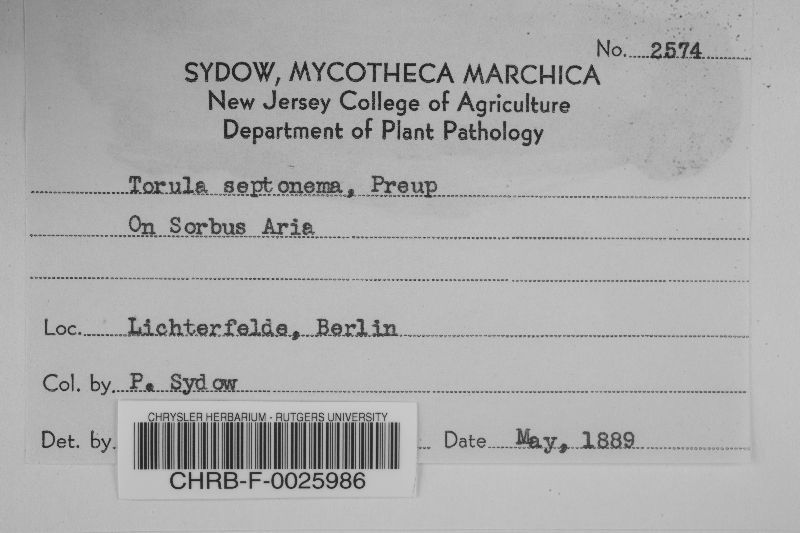 No. 2574
SYDOW, MYCOTHECA MARCHICA
New Jersey College of Agriculture
Department of Plant Pathology
Torula septonema, Preup
On Sorbus Aria
Loc. Lichterfelde, Berlin
Col. by P. Sydow
Det. by. Date May, 1889
CHRYSLER HERBARIUM - RUTGERS UNIVERSITY
CHRB-F-0025986